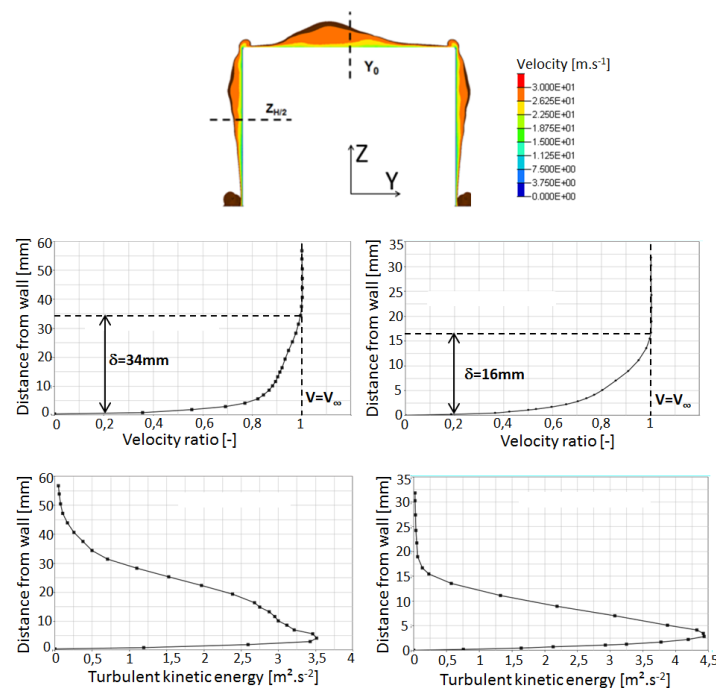 Velocity [m.s⁻¹]
Y₀
3.000E+01
2.625E+01
2.250E+01
1.875E+01
1.500E+01
1.125E+01
7.500E+00
3.750E+00
0.000E+00
Z_H/2
Z
Y
Distance from wall [mm]
60
50
40
30
20
10
0
δ=34mm
V=V∞
0 0,2 0,4 0,6 0,8 1
Velocity ratio [-]
Distance from wall [mm]
35
30
25
20
15
10
5
0
δ=16mm
V=V∞
0 0,2 0,4 0,6 0,8 1
Velocity ratio [-]
Distance from wall [mm]
60
50
40
30
20
10
0
0 0,5 1 1,5 2 2,5 3 3,5 4
Turbulent kinetic energy [m².s⁻²]
Distance from wall [mm]
35
30
25
20
15
10
5
0
0 0,5 1 1,5 2 2,5 3 3,5 4 4,5
Turbulent kinetic energy [m².s⁻²]